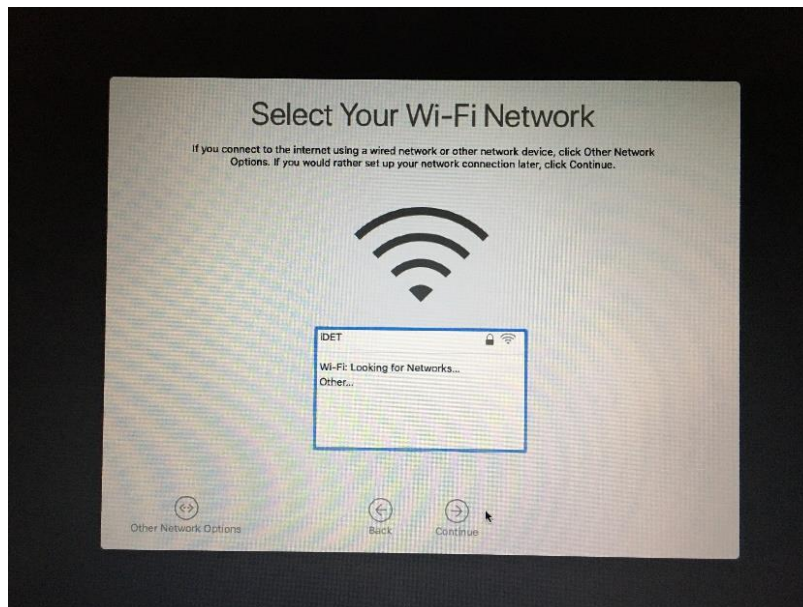 Select Your Wi-Fi Network
If you connect to the internet using a wired network or other network device, click Other Network
Options. If you would rather set up your network connection later, click Continue.
iDET
Wi-Fi: Looking for Networks...
Other...
Other Network Options
Back
Continue